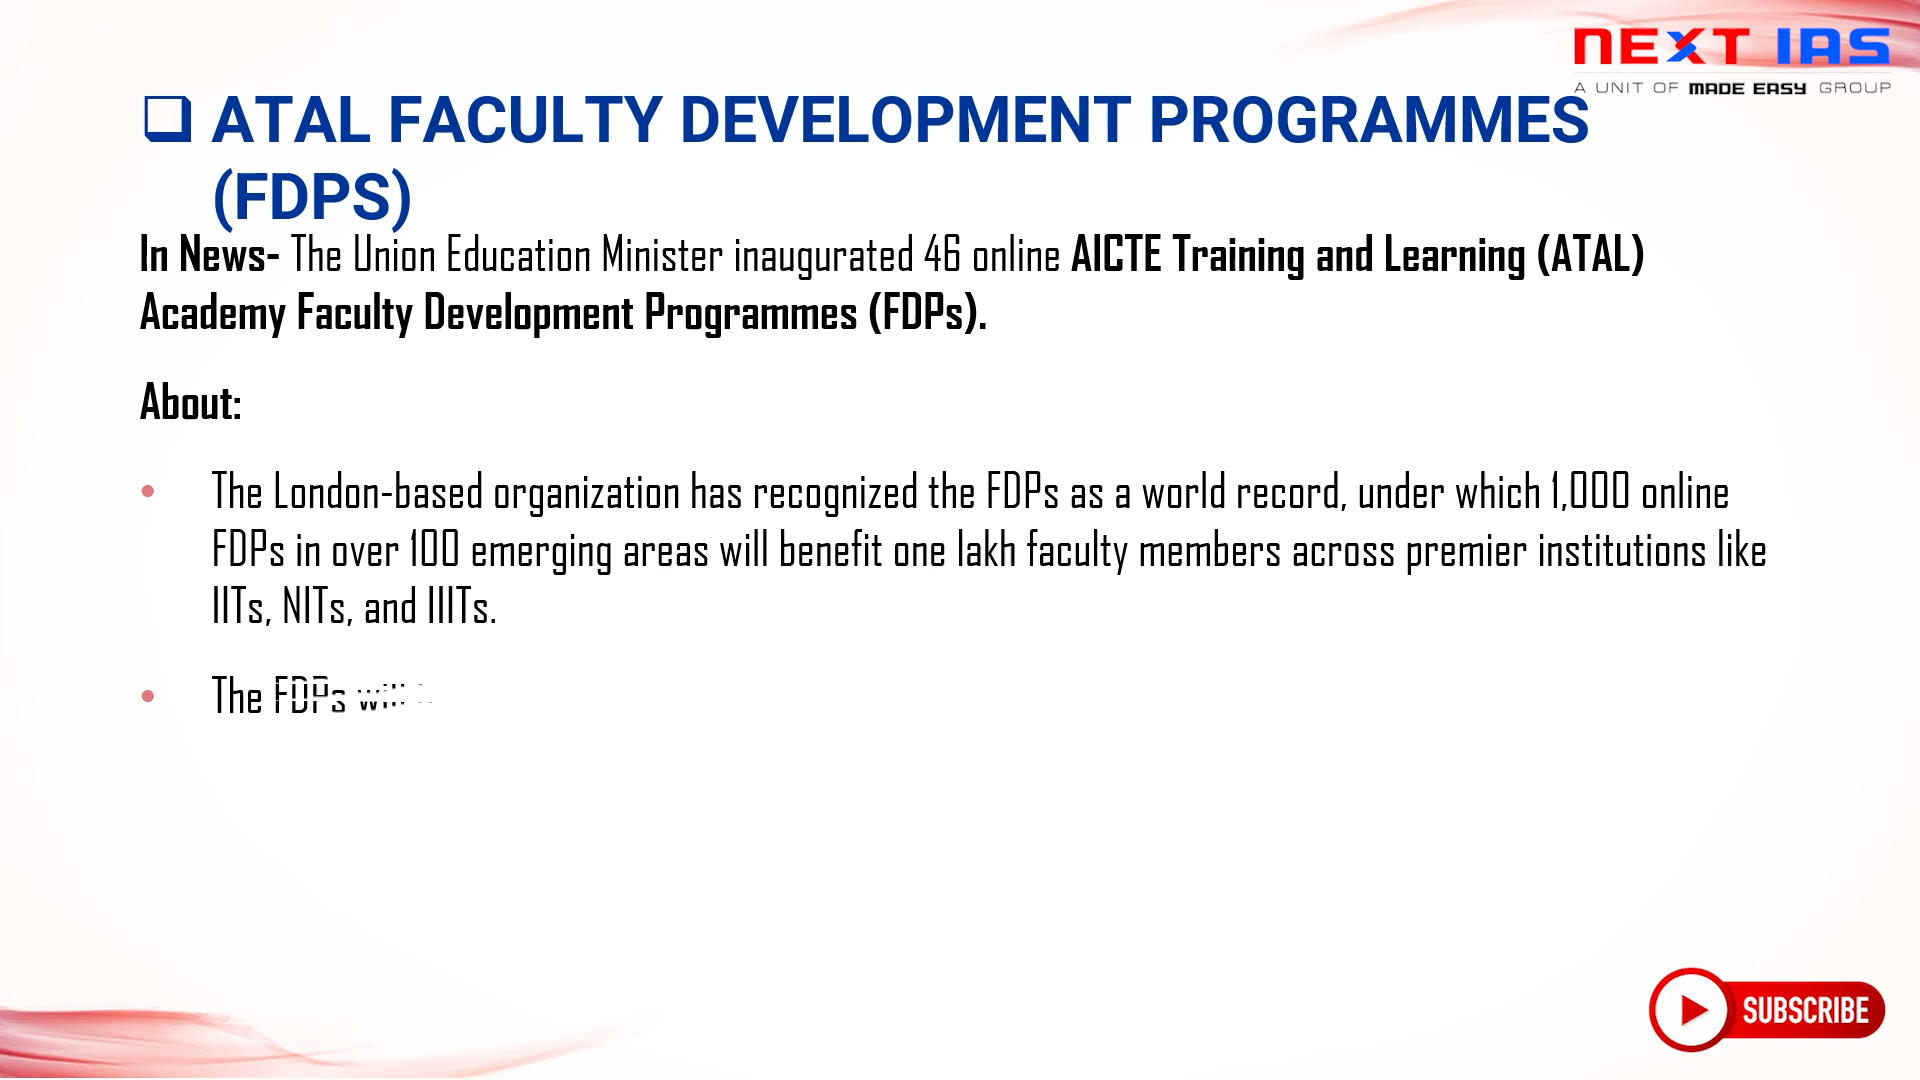 NEXT IAS
A UNIT OF MADE EASY GROUP
ATAL FACULTY DEVELOPMENT PROGRAMMES
(FDPS)
In News- The Union Education Minister inaugurated 46 online AICTE Training and Learning (ATAL)
Academy Faculty Development Programmes (FDPs).
About:
• The London-based organization has recognized the FDPs as a world record, under which 1,000 online
FDPs in over 100 emerging areas will benefit one lakh faculty members across premier institutions like
IITs, NITs, and IIITs.
• The FDPs will
SUBSCRIBE